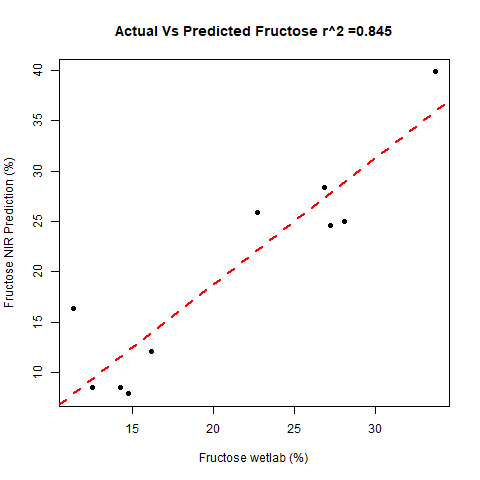 Actual Vs Predicted Fructose r^2 =0.845
Fructose NIR Prediction (%)
40
35
30
25
20
15
10
15 20 25 30
Fructose wetlab (%)